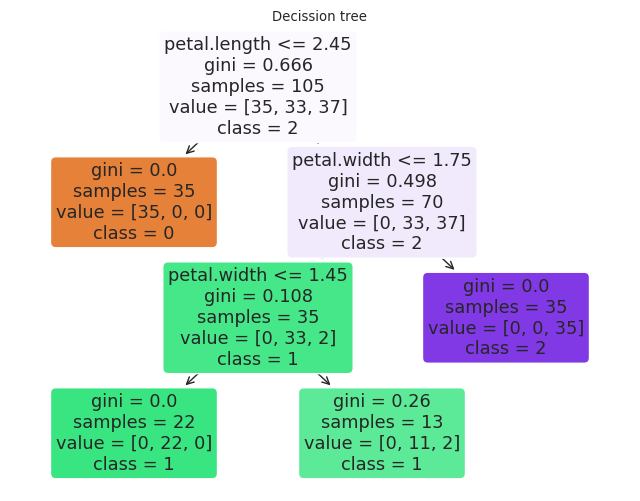 Decission tree
petal.length <= 2.45
gini = 0.666
samples = 105
value = [35, 33, 37]
class = 2
gini = 0.0
samples = 35
value = [35, 0, 0]
class = 0
petal.width <= 1.75
gini = 0.498
samples = 70
value = [0, 33, 37]
class = 2
petal.width <= 1.45
gini = 0.108
samples = 35
value = [0, 33, 2]
class = 1
gini = 0.0
samples = 35
value = [0, 0, 35]
class = 2
gini = 0.0
samples = 22
value = [0, 22, 0]
class = 1
gini = 0.26
samples = 13
value = [0, 11, 2]
class = 1